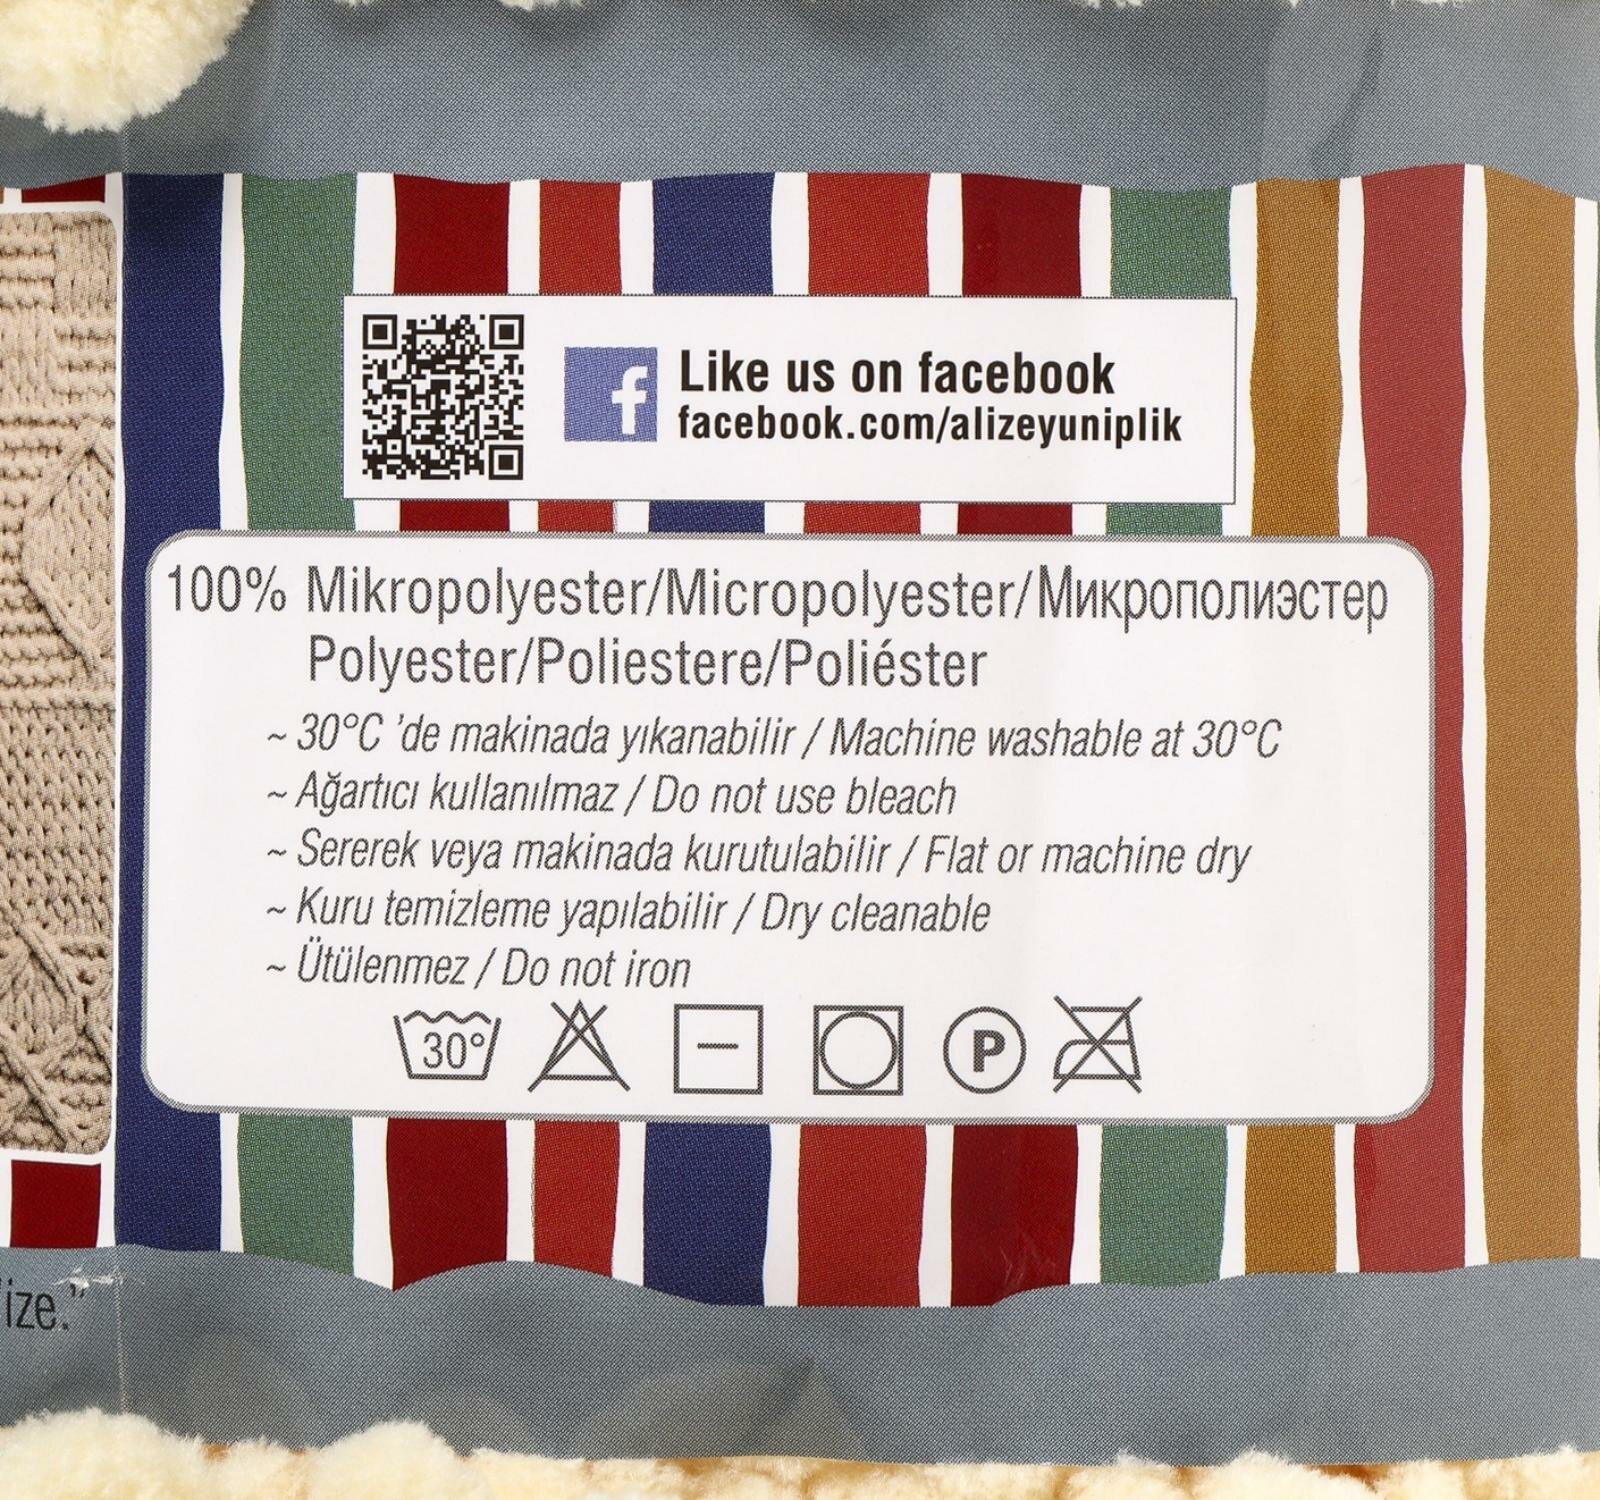 Like us on facebook
facebook.com/alizeyuniplik
100% Mikropolyester/Micropolyester/Микрополиэстер
Polyester/Poliestere/Poliéster
~ 30°C 'de makinada yıkanabilir / Machine washable at 30°C
~ Ağartıcı kullanılmaz / Do not use bleach
~ Sererek veya makinada kurutulabilir / Flat or machine dry
~ Kuru temizleme yapılabilir / Dry cleanable
~ Ütülenmez / Do not iron
30° P